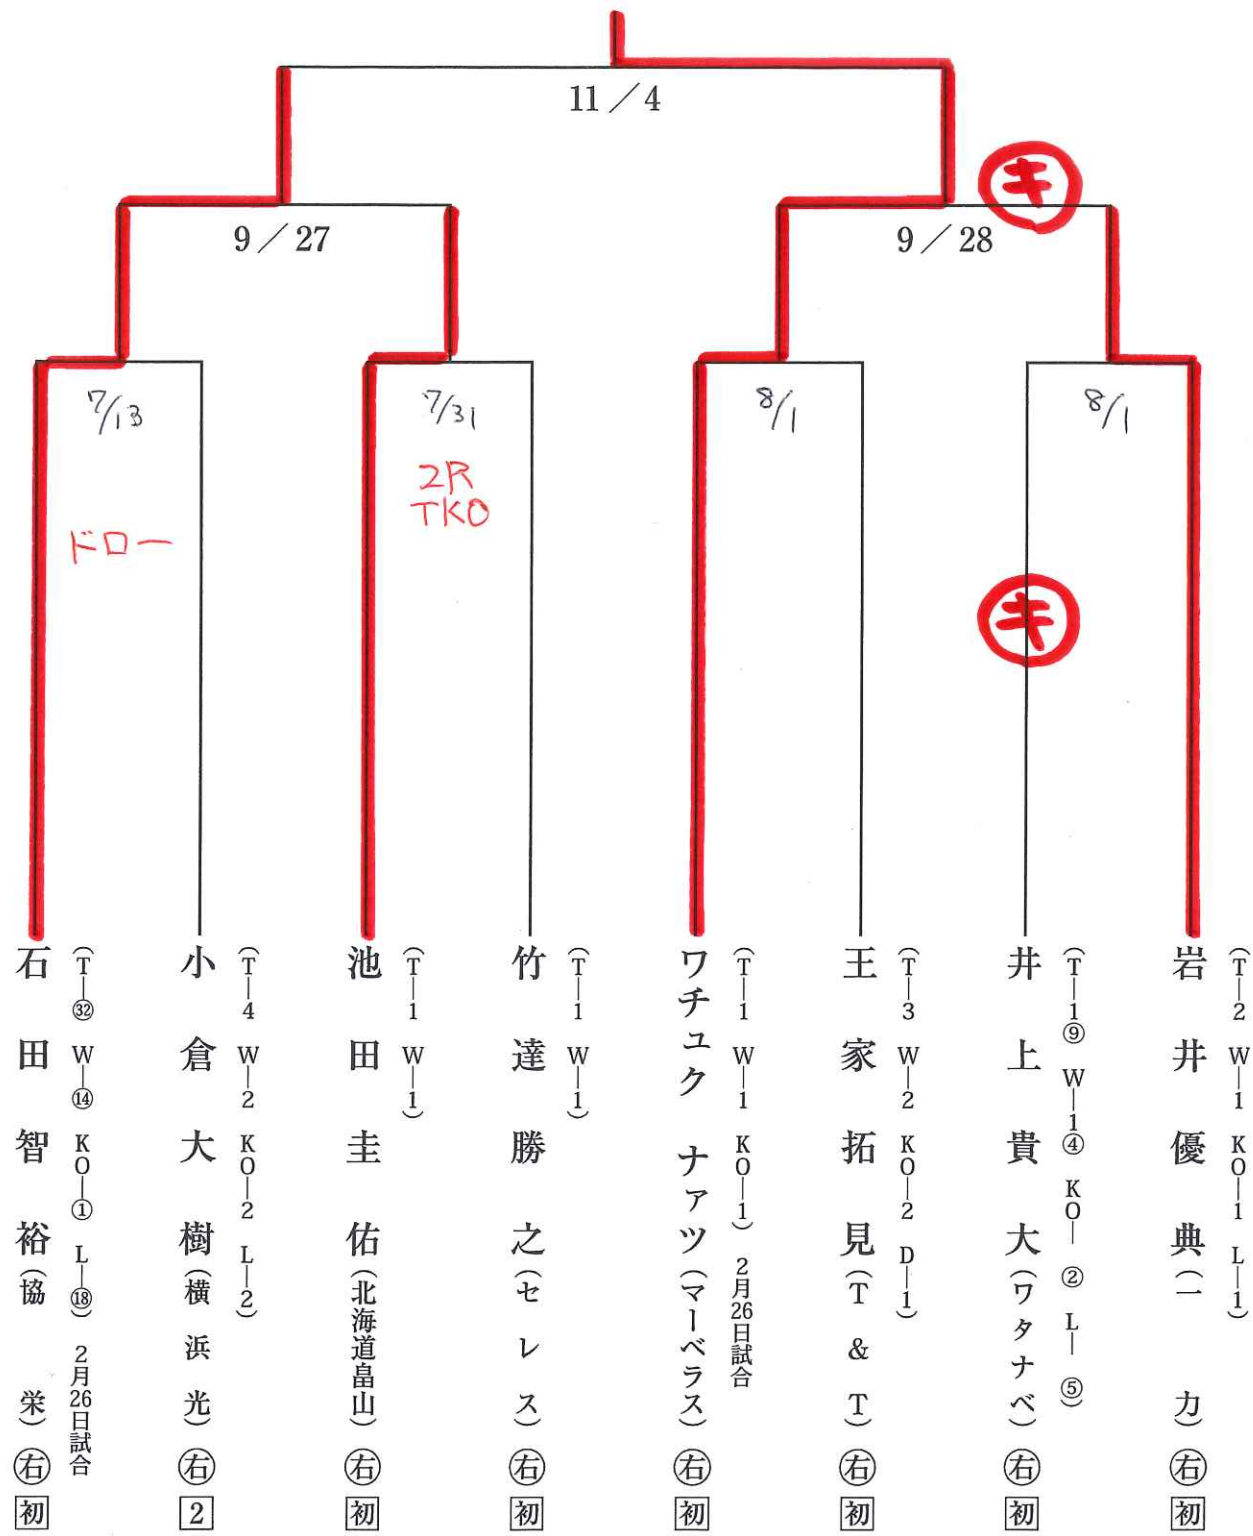 11／4
㋖
9／27
9／28
7/13
7/31
8/1
8/1
2R
TKO
ドロー
㋖
石田智裕（協栄）㊨ 初
（T―㉜ W―⑭ KO―① L―⑱）2月26日試合
小倉大樹（横浜光）㊨ 2
（T―4 W―2 KO―2 L―2）
池田圭佑（北海道畠山）㊨ 初
（T―1 W―1）
竹達勝之（セレス）㊨ 初
（T―1 W―1）
ワチュク ナァツ（マーベラス）㊨ 初
（T―1 W―1 KO―1）2月26日試合
王家拓見（T&T）㊨ 初
（T―3 W―2 KO―2 D―1）
井上貴大（ワタナベ）㊨ 初
（T―1⑨ W―1④ KO― ② L― ⑤）
岩井優典（一力）㊨ 初
（T―2 W―1 KO―1 L―1）